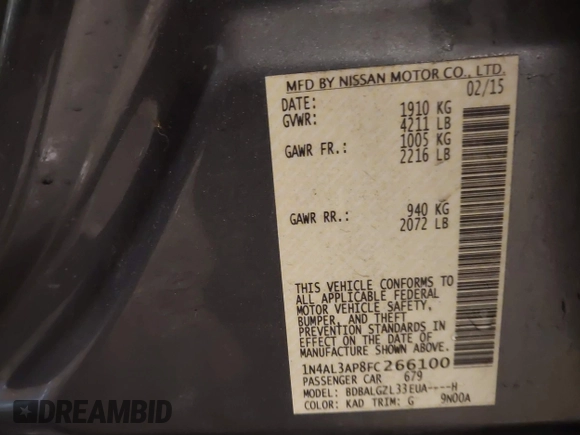 MFD BY NISSAN MOTOR CO., LTD.
DATE: 02/15
GVWR: 1910 KG
4211 LB
GAWR FR.: 1005 KG
2216 LB
GAWR RR.: 940 KG
2072 LB
THIS VEHICLE CONFORMS TO
ALL APPLICABLE FEDERAL
MOTOR VEHICLE SAFETY,
BUMPER, AND THEFT
PREVENTION STANDARDS IN
EFFECT ON THE DATE OF
MANUFACTURE SHOWN ABOVE.
1N4AL3AP8FC266100
PASSENGER CAR 679
MODEL: BDBALGZL33EUA----H
COLOR: KAD TRIM: G 9N00A
DREAMBID